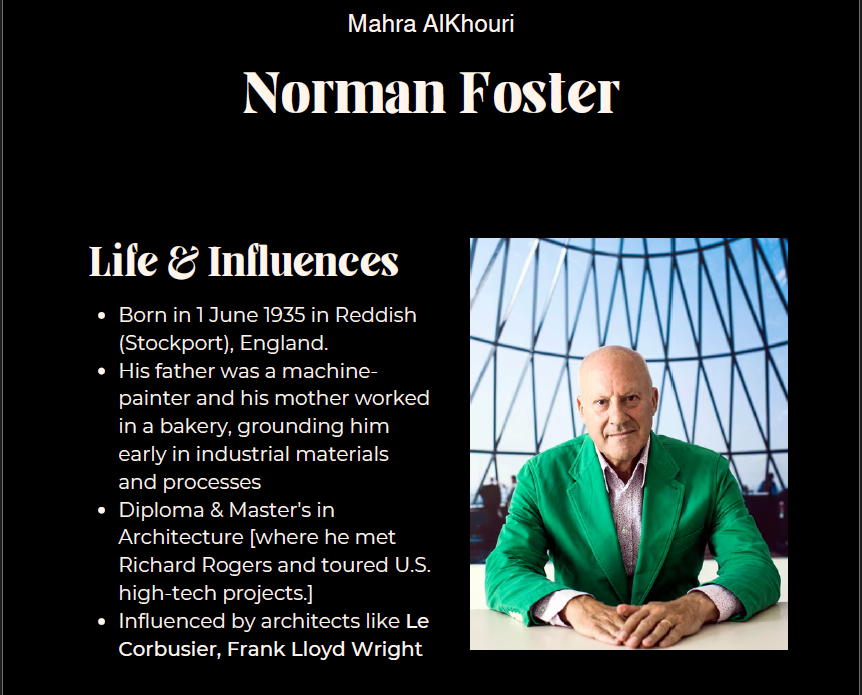 Mahra AlKhouri
Norman Foster
Life & Influences
• Born in 1 June 1935 in Reddish
(Stockport), England.
• His father was a machine-
painter and his mother worked
in a bakery, grounding him
early in industrial materials
and processes
• Diploma & Master's in
Architecture [where he met
Richard Rogers and toured U.S.
high-tech projects.]
• Influenced by architects like Le
Corbusier, Frank Lloyd Wright